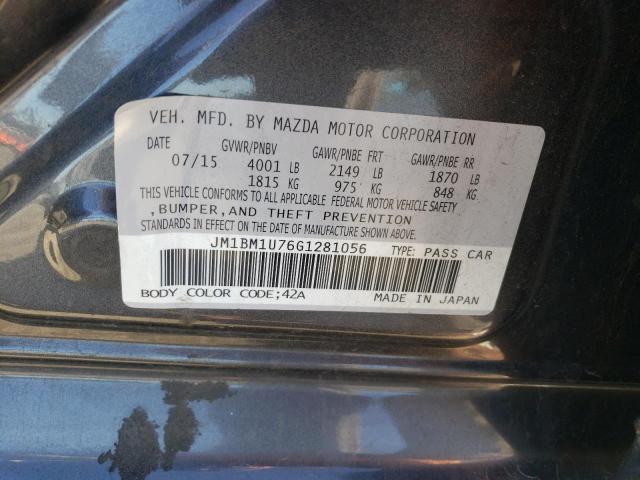 VEH. MFD. BY MAZDA MOTOR CORPORATION
DATE GVWR/PNBV GAWR/PNBE FRT GAWR/PNBE RR
07/15 4001 LB 2149 LB 1870 LB
1815 KG 975 KG 848 KG
THIS VEHICLE CONFORMS TO ALL APPLICABLE FEDERAL MOTOR VEHICLE SAFETY
,BUMPER,AND THEFT PREVENTION
STANDARDS IN EFFECT ON THE DATE OF MANUFACTURE SHOWN ABOVE.
JM1BM1U76G1281056 TYPE: PASS CAR
BODY COLOR CODE;42A MADE IN JAPAN